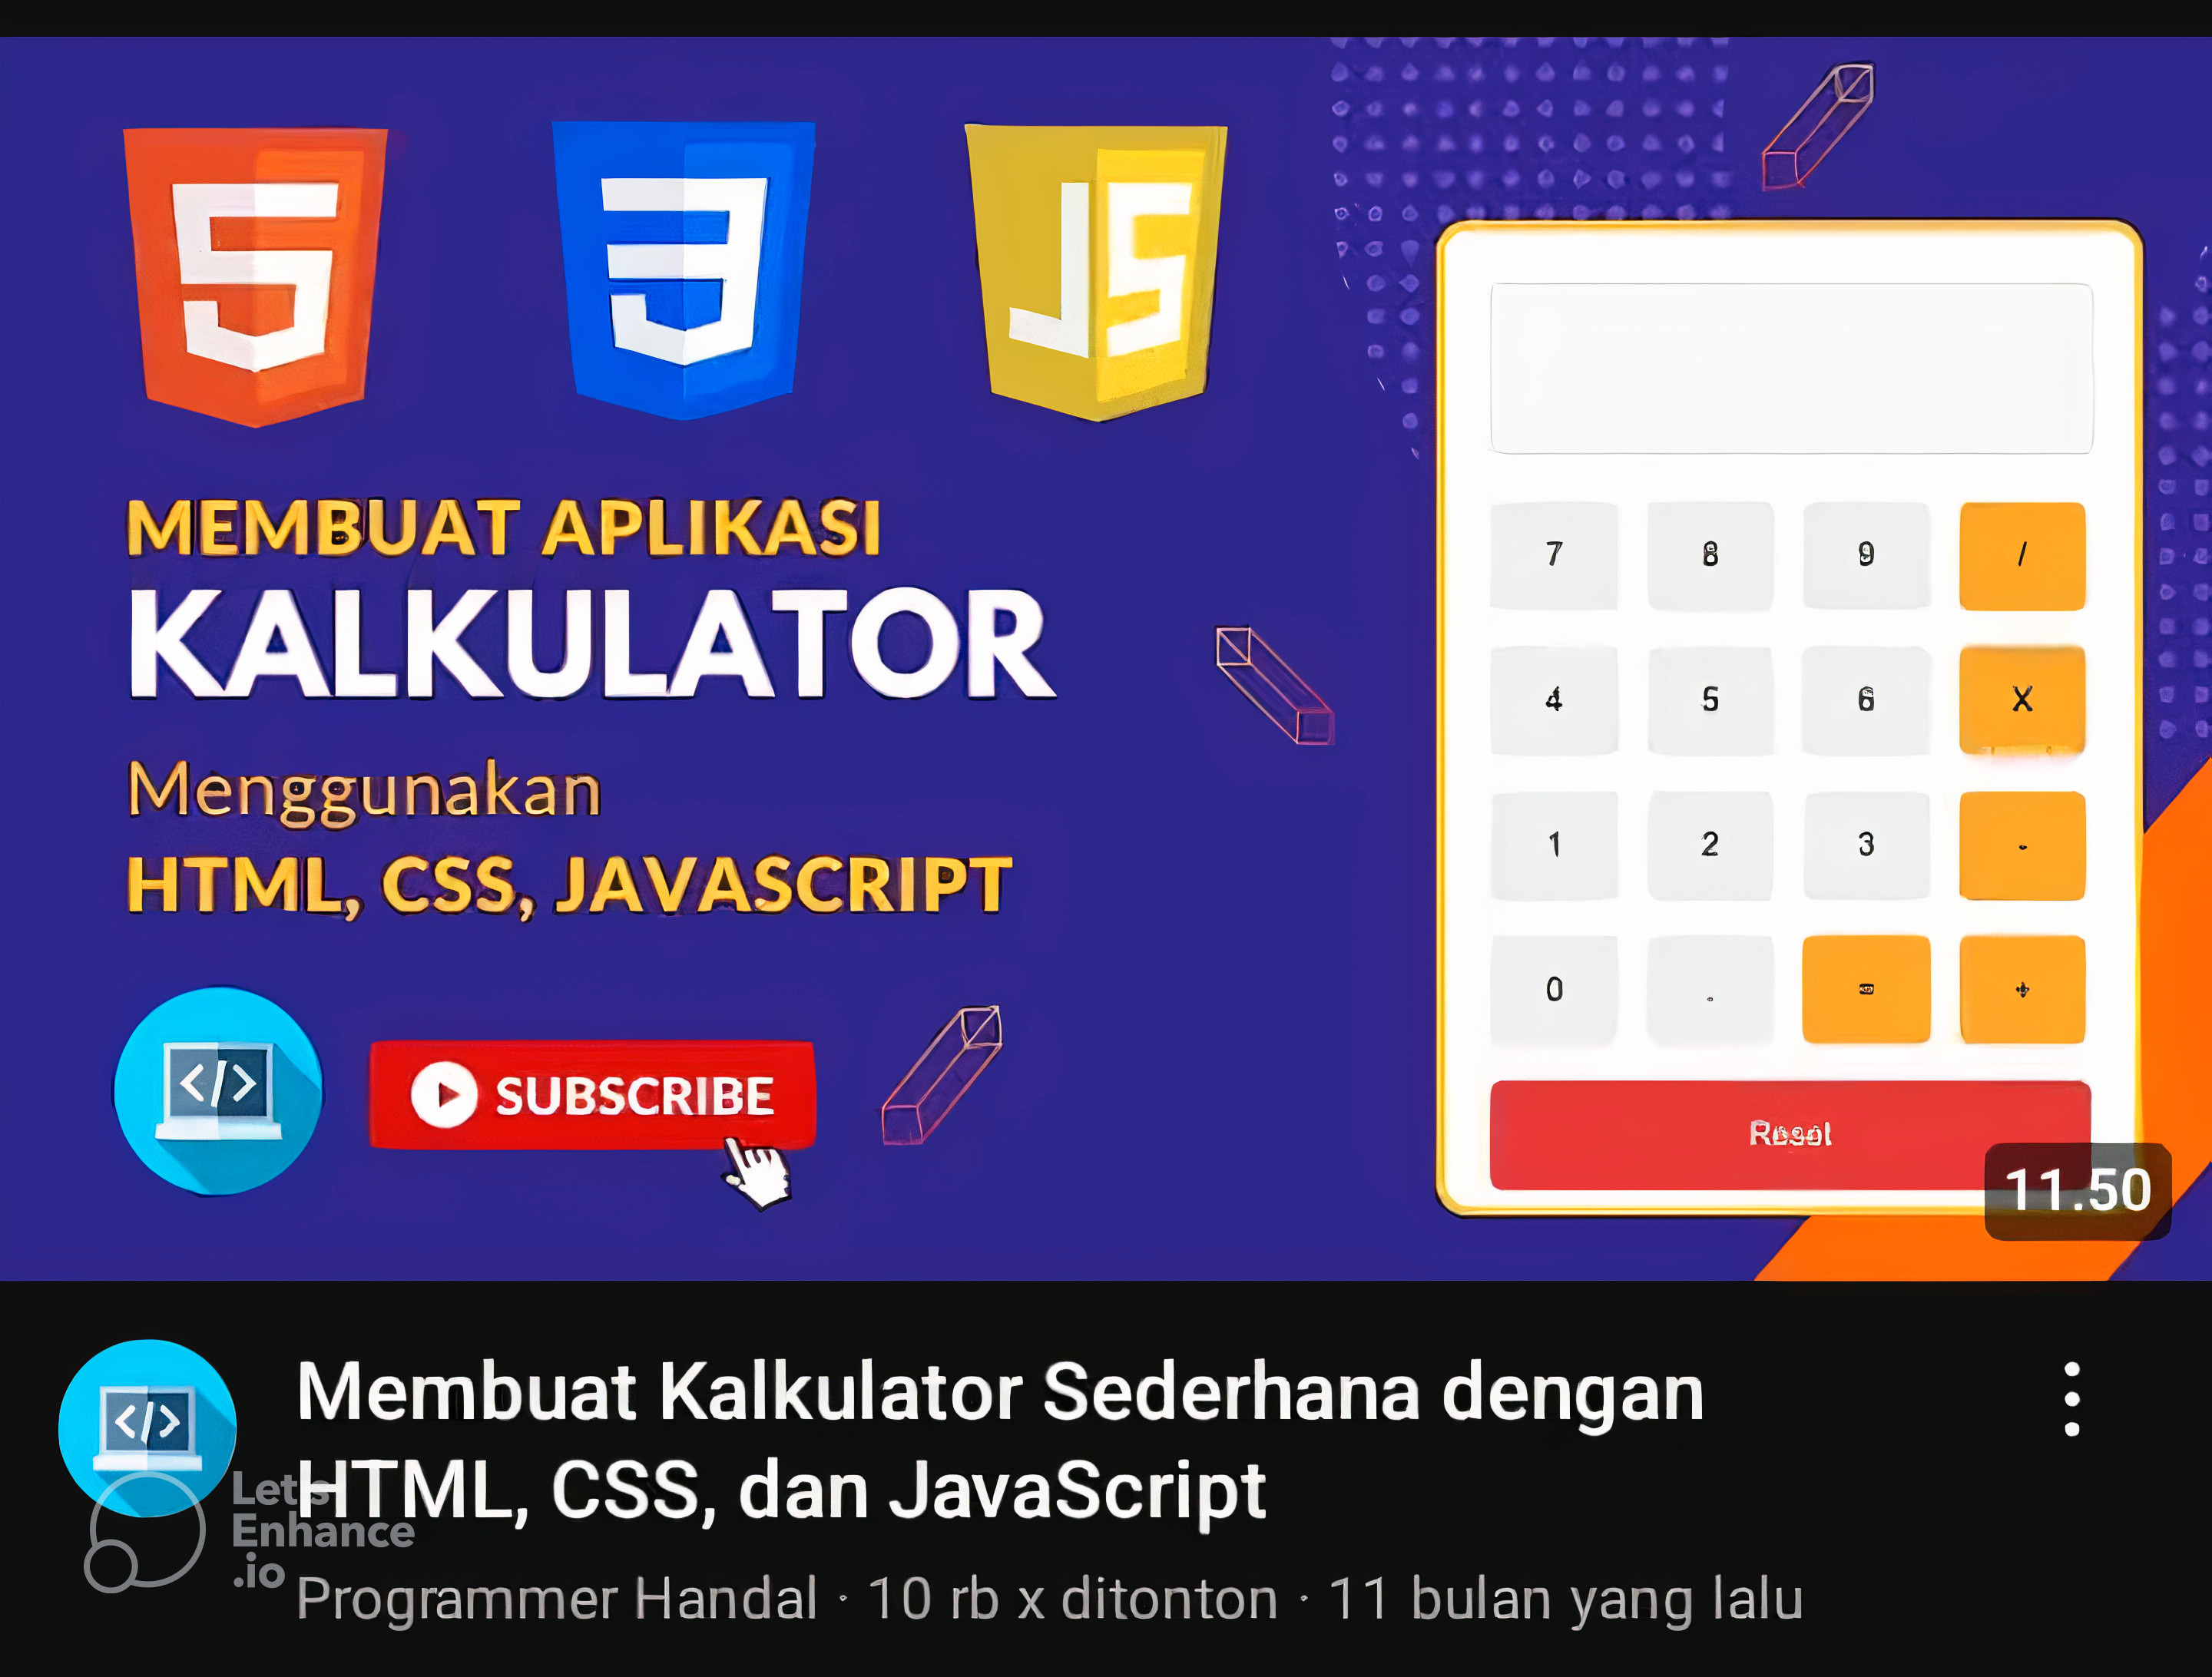 5
3
JS
MEMBUAT APLIKASI
KALKULATOR
Menggunakan
HTML, CSS, JAVASCRIPT
</>
SUBSCRIBE
7 8 9 /
4 5 6 X
1 2 3 -
0 . = +
11.50
</>
Membuat Kalkulator Sederhana dengan
HTML, CSS, dan JavaScript
Programmer Handal · 10 rb x ditonton · 11 bulan yang lalu
Let's
Enhance
.io